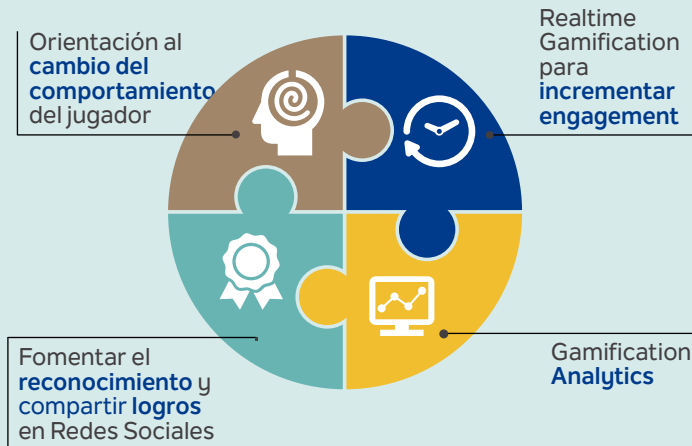 Orientación al
cambio del
comportamiento
del jugador
Realtime
Gamification
para
incrementar
engagement
Fomentar el
reconocimiento y
compartir logros
en Redes Sociales
Gamification
Analytics